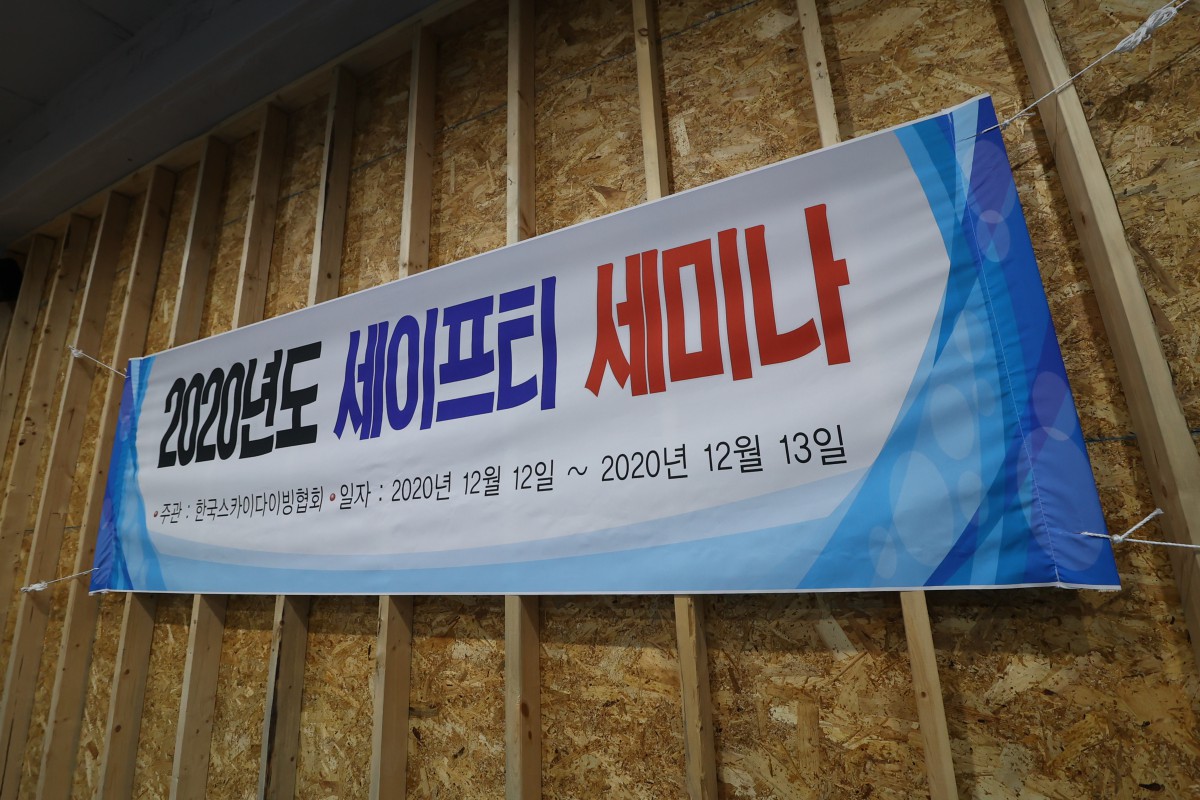 2020년도 세이프티 세미나
• 주관 : 한국스카이다이빙협회 • 일자 : 2020년 12월 12일 ~ 2020년 12월 13일